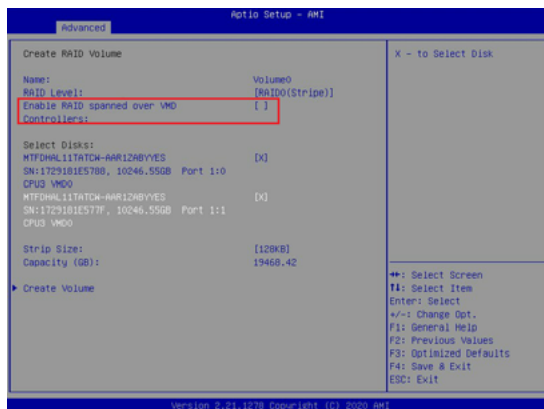 Aptio Setup - AMI
Advanced
Create RAID Volume
X - to Select Disk
Name: Volume0
RAID Level: [RAID0(Stripe)]
Enable RAID spanned over VMD [ ]
Controllers:
Select Disks:
MTFDHAL11TATCW-AAR1ZABYYES [X]
SN:1729181E5788, 10246.55GB Port 1:0
CPU3 VMD0
MTFDHAL11TATCW-AAR1ZABYYES [X]
SN:1729181E577F, 10246.55GB Port 1:1
CPU3 VMD0
Strip Size: [128KB]
Capacity (GB): 19468.42
Create Volume
: Select Screen
: Select Item
Enter: Select
+/-: Change Opt.
F1: General Help
F2: Previous Values
F3: Optimized Defaults
F4: Save & Exit
ESC: Exit
Version 2.21.1278 Copyright (C) 2020 AMI